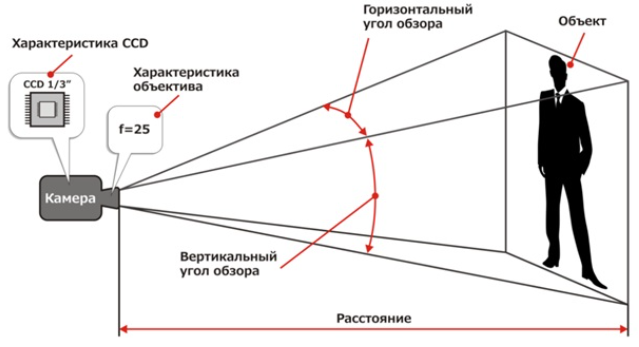 Горизонтальный
угол обзора
Объект
Характеристика CCD
Характеристика
объектива
CCD 1/3"
f=25
Камера
Вертикальный
угол обзора
Расстояние